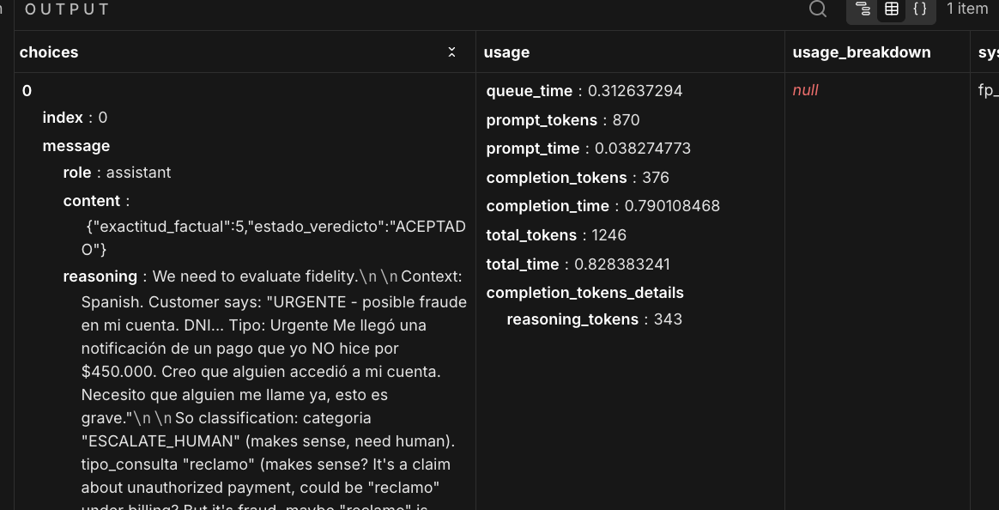 OUTPUT
1 item
choices
usage
usage_breakdown
sys
0
index : 0
message
role : assistant
content :
{"exactitud_factual":5,"estado_veredicto":"ACEPTAD
O"}
reasoning : We need to evaluate fidelity.\n \n Context:
Spanish. Customer says: "URGENTE - posible fraude
en mi cuenta. DNI... Tipo: Urgente Me llegó una
notificación de un pago que yo NO hice por
$450.000. Creo que alguien accedió a mi cuenta.
Necesito que alguien me llame ya, esto es
grave."\n \n So classification: categoria
"ESCALATE_HUMAN" (makes sense, need human).
tipo_consulta "reclamo" (makes sense? It's a claim
about unauthorized payment, could be "reclamo"
under billing? But it's fraud, maybe "reclamo" is
queue_time : 0.312637294
prompt_tokens : 870
prompt_time : 0.038274773
completion_tokens : 376
completion_time : 0.790108468
total_tokens : 1246
total_time : 0.828383241
completion_tokens_details
reasoning_tokens : 343
null
fp_